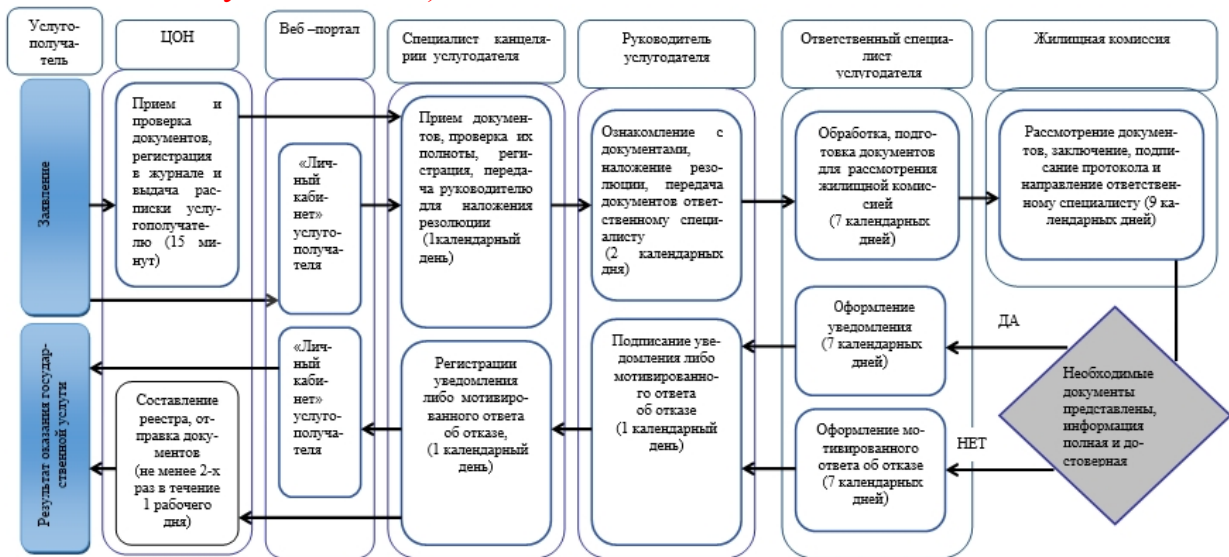 Услуго-
получа-
тель
ЦОН
Веб –портал
Специалист канцеля-
рии услугодателя
Руководитель
услугодателя
Ответственный специа-
лист
услугодателя
Жилищная комиссия
Заявление
Прием и
проверка
документов,
регистрация
в журнале и
выдача рас-
писки услу-
гополучате-
лю (15 ми-
нут)
«Лич-
ный
каби-
нет»
услуго-
получа-
теля
Прием докумен-
тов, проверка их
полноты, реги-
страция, передача
руководителю
для наложения
резолюции
(1календарный
день)
Ознакомление с
документами,
наложение резо-
люции, передача
документов ответ-
ственному специ-
алисту
(2 календарных
дня)
Обработка, подго-
товка документов
для рассмотрения
жилищной комис-
сией
(7 календарных
дней)
Рассмотрение докумен-
тов, заключение, подпи-
сание протокола и
направление ответствен-
ному специалисту (9 ка-
лендарных дней)
Результат оказания государ-
ственной услуги
Составление
реестра, от-
правка доку-
ментов
(не менее 2-х
раз в течение
1 рабочего
дня)
«Лич-
ный
каби-
нет»
услуго-
получа-
теля
Регистрации
уведомления
либо мотивиро-
ванного ответа
об отказе,
(1 календарный
день)
Подписание уве-
домления либо
мотивированно-
го ответа
об отказе
(1 календарный
день)
Оформление
уведомления
(7 календарных
дней)
ДА
Оформление мо-
тивированного
ответа об отказе
(7 календарных
дней)
НЕТ
Необходимые
документы
представлены,
информация
полная и до-
стоверная